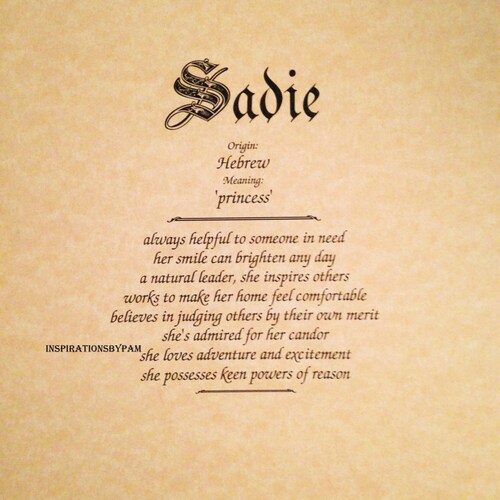 Sadie
Origin:
Hebrew
Meaning:
'princess'
always helpful to someone in need
her smile can brighten any day
a natural leader, she inspires others
works to make her home feel comfortable
believes in judging others by their own merit
she's admired for her candor
INSPIRATIONSBYPAM
she loves adventure and excitement
she possesses keen powers of reason